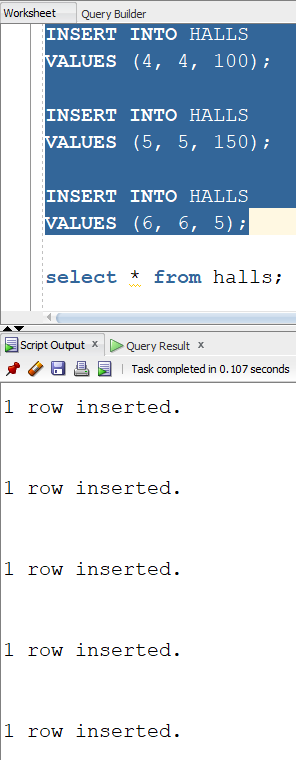 Worksheet Query Builder
INSERT INTO HALLS
VALUES (4, 4, 100);
INSERT INTO HALLS
VALUES (5, 5, 150);
INSERT INTO HALLS
VALUES (6, 6, 5);
select * from halls;
Script Output x Query Result x
Task completed in 0.107 seconds
1 row inserted.
1 row inserted.
1 row inserted.
1 row inserted.
1 row inserted.